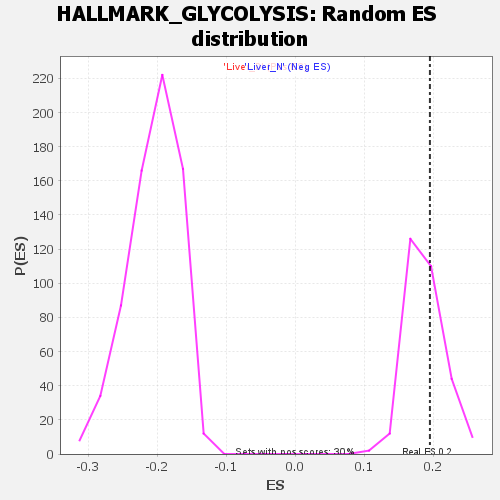 HALLMARK_GLYCOLYSIS: Random ES
distribution
'Live'Liver_N' (Neg ES)
220
200
180
160
140
120
100
80
60
40
20
0
P(ES)
Sets with pos scores: 30%
Real ES 0.2
-0.3 -0.2 -0.1 0.0 0.1 0.2
ES